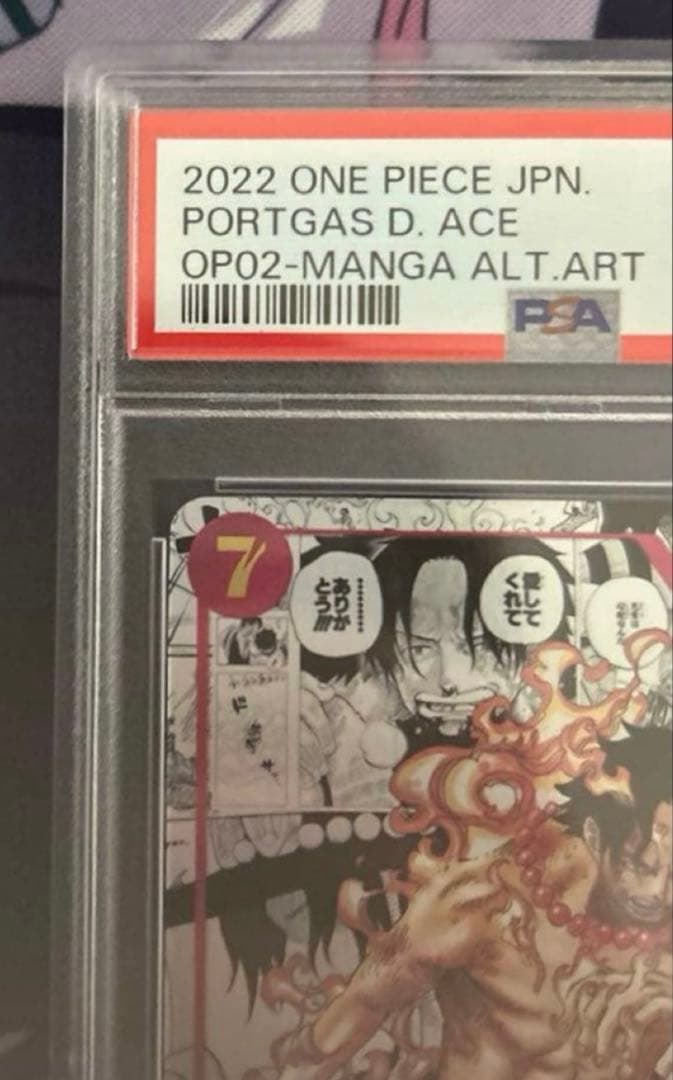 2022 ONE PIECE JPN.
PORTGAS D. ACE
OP02-MANGA ALT.ART
PSA
7
愛して
くれて
………
ありが
とう!!!